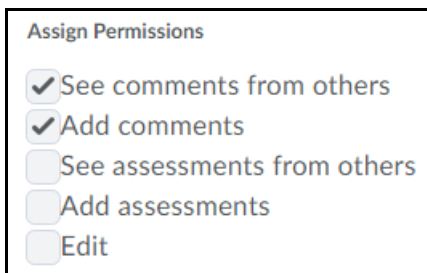 Assign Permissions
See comments from others
Add comments
See assessments from others
Add assessments
Edit